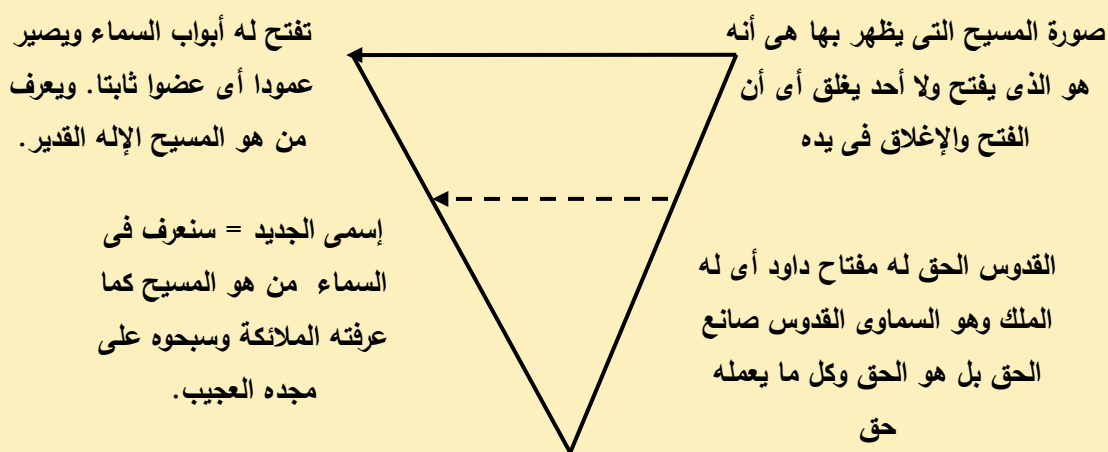 صورة المسيح التى يظهر بها هى أنه
هو الذى يفتح ولا أحد يغلق أى أن
الفتح والإغلاق فى يده
القدوس الحق له مفتاح داود أى له
الملك وهو السماوى القدوس صانع
الحق بل هو الحق وكل ما يعمله
حق
تفتح له أبواب السماء ويصير
عمودا أى عضوا ثابتا. ويعرف
من هو المسيح الإله القدير.
إسمى الجديد = سنعرف فى
السماء من هو المسيح كما
عرفته الملائكة وسبحوه على
مجده العجيب.